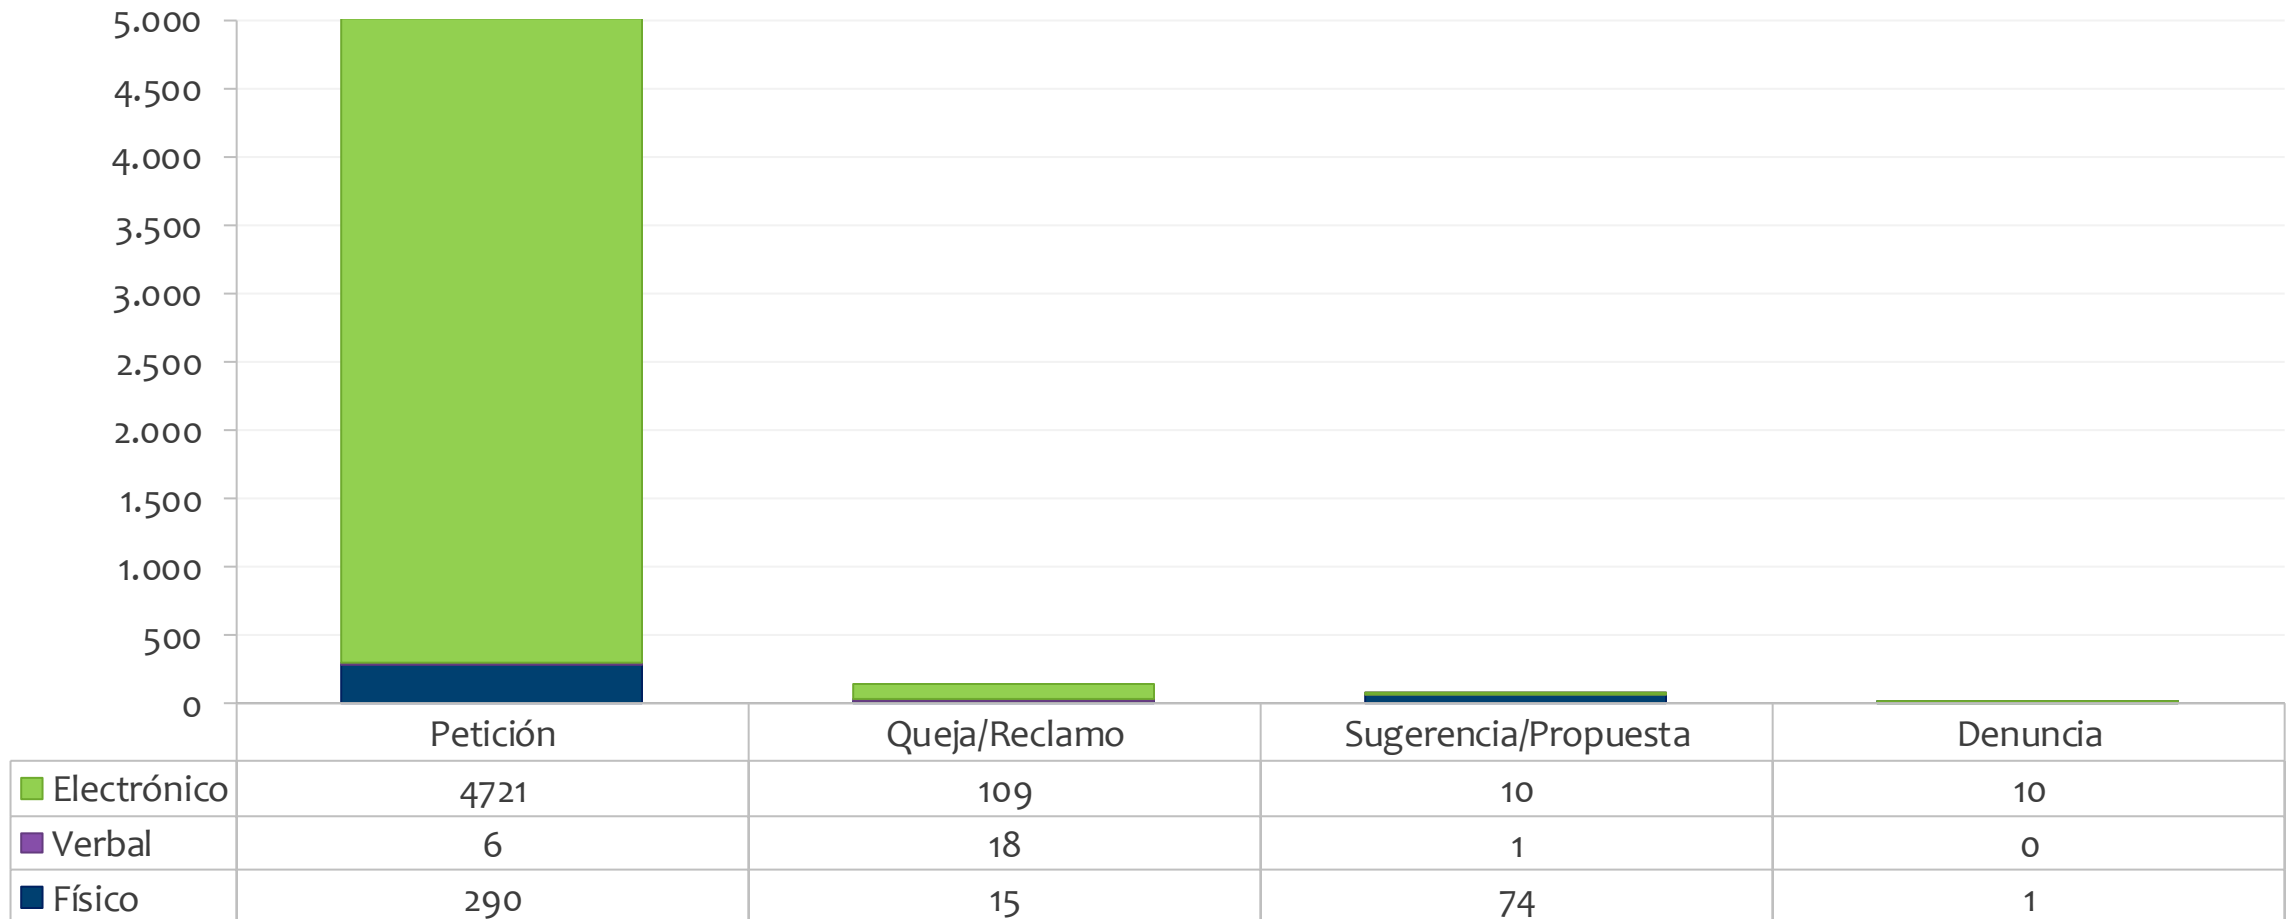 5.000
4.500
4.000
3.500
3.000
2.500
2.000
1.500
1.000
500
0
Petición Queja/Reclamo Sugerencia/Propuesta Denuncia
Electrónico 4721 109 10 10
Verbal 6 18 1 0
Físico 290 15 74 1